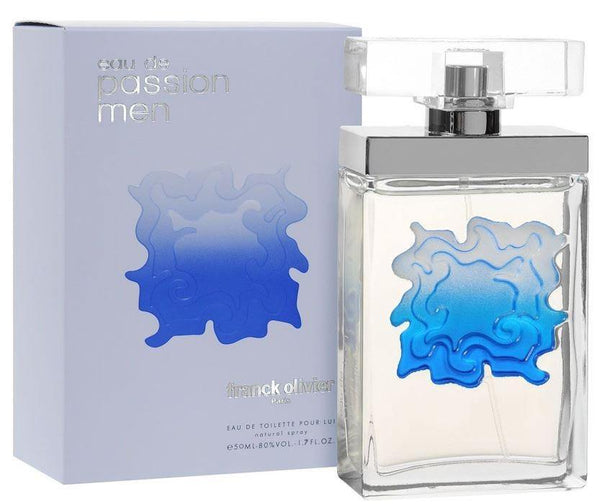 eau de
passion
men
franck olivier
Paris
EAU DE TOILETTE POUR LUI
natural spray
℮50ML-80%VOL.-1.7FL.OZ.